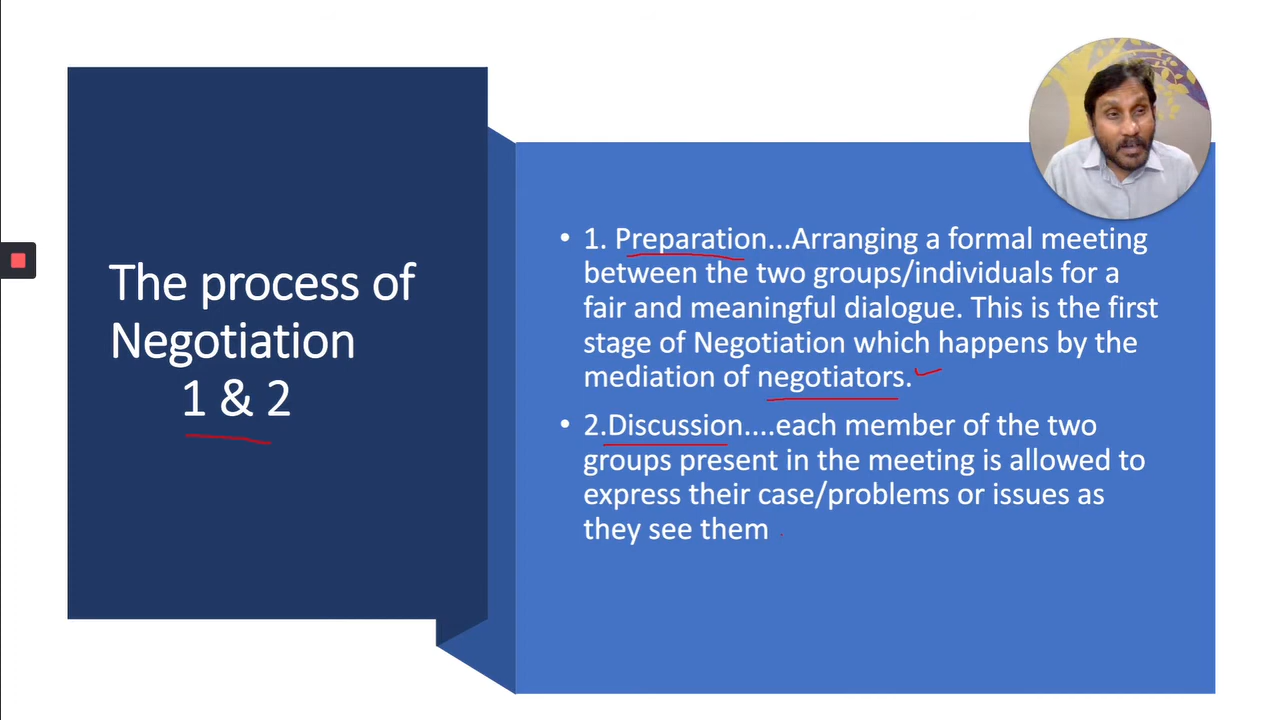 The process of
Negotiation
1 & 2
• 1. Preparation...Arranging a formal meeting
between the two groups/individuals for a
fair and meaningful dialogue. This is the first
stage of Negotiation which happens by the
mediation of negotiators.
• 2.Discussion....each member of the two
groups present in the meeting is allowed to
express their case/problems or issues as
they see them